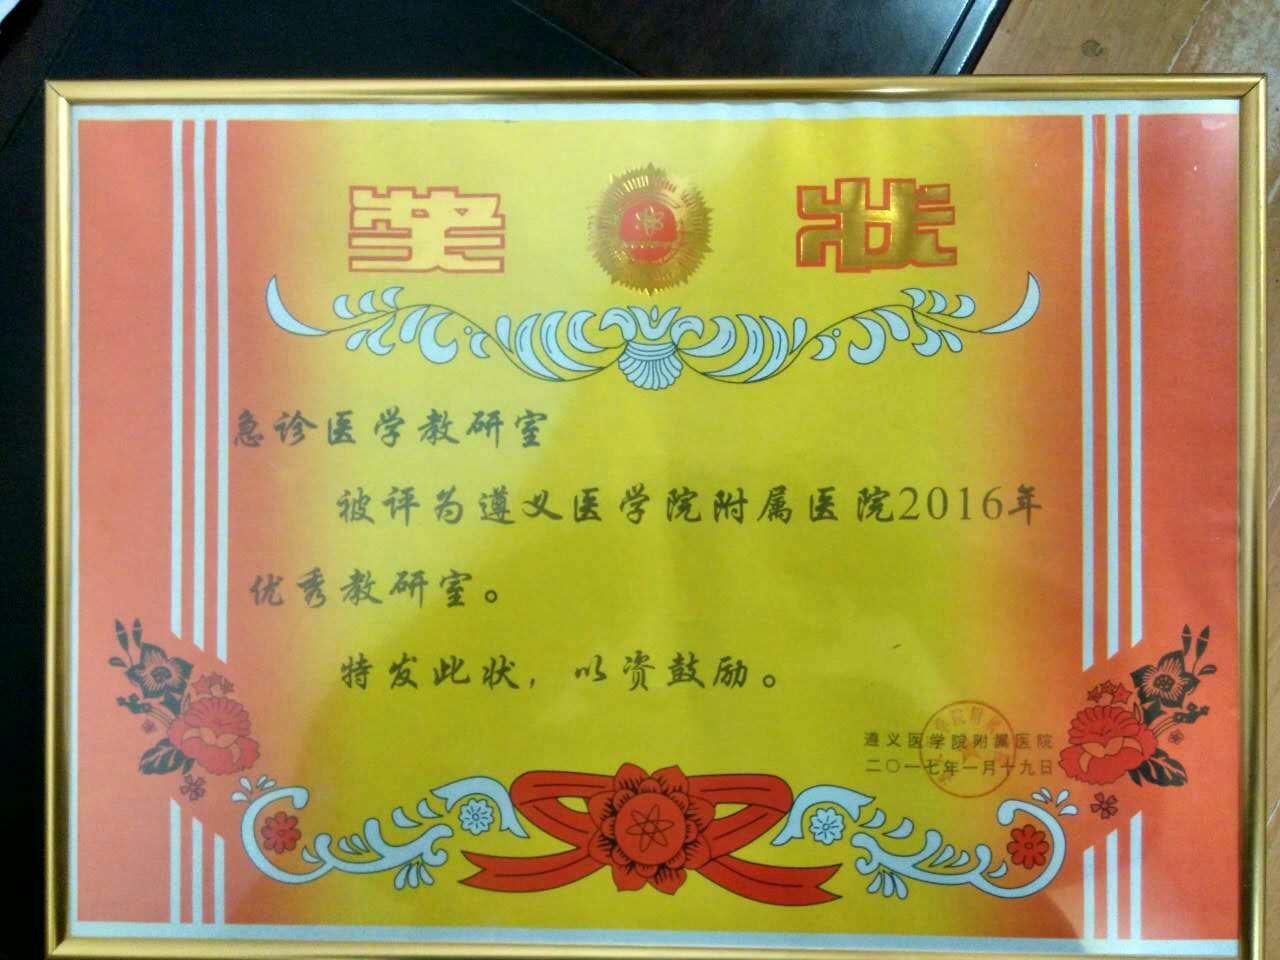 奖状
急诊医学教研室
被评为遵义医学院附属医院2016年
优秀教研室。
特发此状，以资鼓励。
遵义医学院附属医院
二〇一七年一月十九日